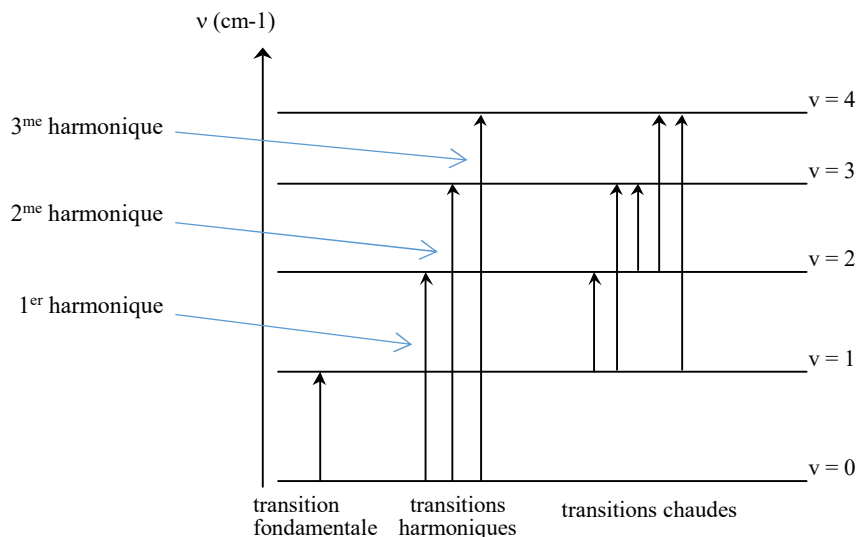 ν (cm-1)
v = 4
3me harmonique
v = 3
2me harmonique
v = 2
1er harmonique
v = 1
v = 0
transition
fondamentale
transitions
harmoniques
transitions chaudes